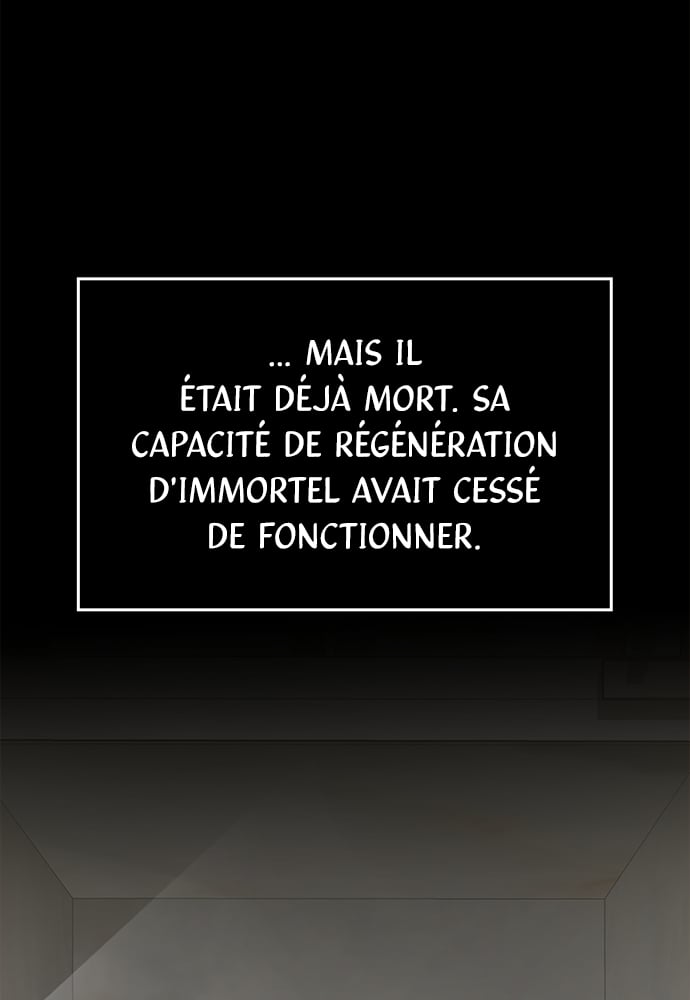 ... MAIS IL
ÉTAIT DÉJÀ MORT. SA
CAPACITÉ DE RÉGÉNÉRATION
D'IMMORTEL AVAIT CESSÉ
DE FONCTIONNER.